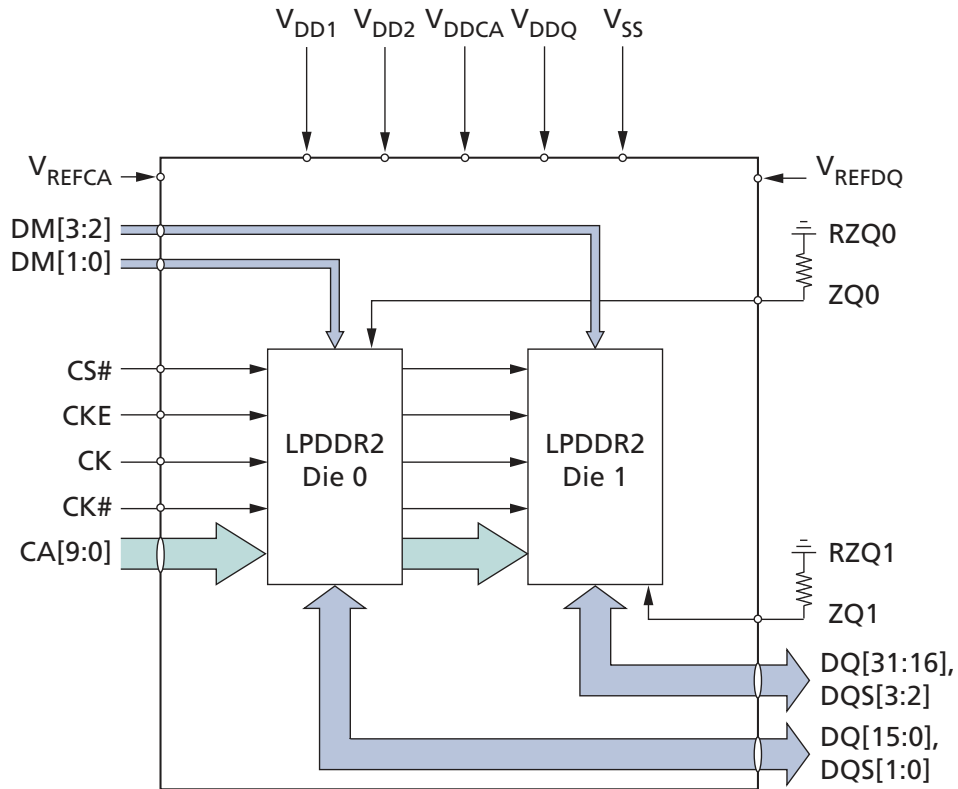 VDD1 VDD2 VDDCA VDDQ VSS
VREFCA
VREFDQ
DM[3:2]
DM[1:0]
RZQ0
ZQ0
CS#
CKE
CK
CK#
CA[9:0]
LPDDR2
Die 0
LPDDR2
Die 1
RZQ1
ZQ1
DQ[31:16],
DQS[3:2]
DQ[15:0],
DQS[1:0]